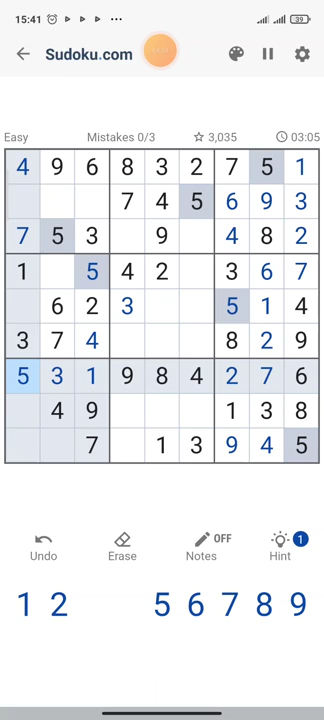 15:41 39
Sudoku.com
Easy Mistakes 0/3 3,035 03:05
4 9 6 8 3 2 7 5 1
7 4 5 6 9 3
7 5 3 9 4 8 2
1 5 4 2 3 6 7
6 2 3 5 1 4
3 7 4 8 2 9
5 3 1 9 8 4 2 7 6
4 9 1 3 8
7 1 3 9 4 5
OFF 1
Undo Erase Notes Hint
1 2 5 6 7 8 9